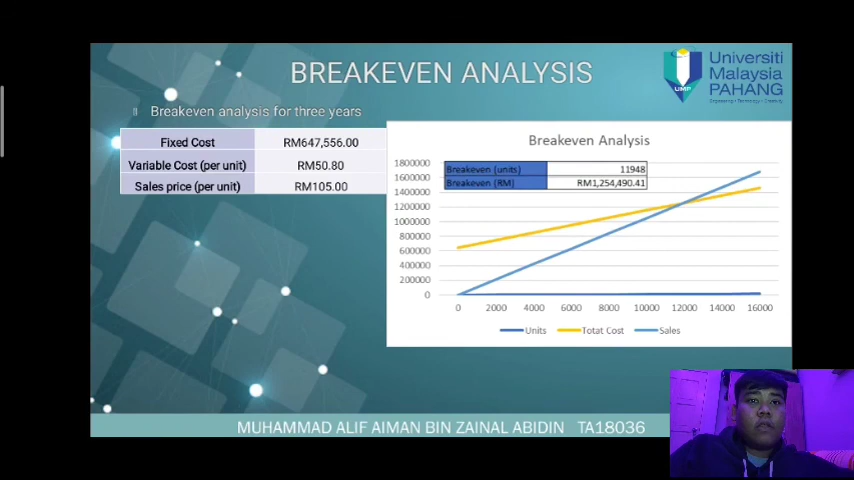 BREAKEVEN ANALYSIS
UMP
Universiti
Malaysia
PAHANG
Breakeven analysis for three years
Fixed Cost RM647,556.00
Variable Cost (per unit) RM50.80
Sales price (per unit) RM105.00
Breakeven Analysis
Breakeven (units) 11948
Breakeven (RM) RM1,254,490.41
1800000
1600000
1400000
1200000
1000000
800000
600000
400000
200000
0
0 2000 4000 6000 8000 10000 12000 14000 16000
Units Total Cost Sales
MUHAMMAD ALIF AIMAN BIN ZAINAL ABIDIN TA18036